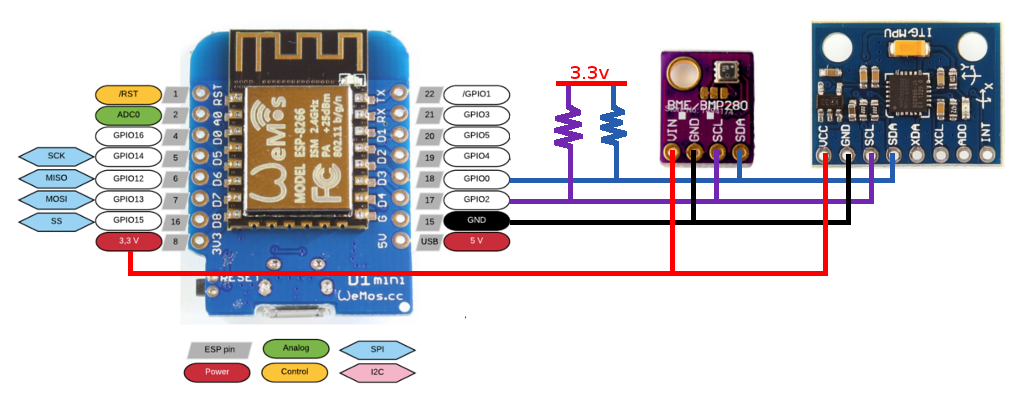 3.3v
/RST 1 RST
ADC0 2 A0
GPIO16 4 D0
SCK GPIO14 5 D5
MISO GPIO12 6 D6
MOSI GPIO13 7 D7
SS GPIO15 16 D8
3,3 V 8 3V3
WeMos
MODEL ESP-8266
ISM 2.4GHz
PA +25dBm
802.11 b/g/n
FC
TX 22 /GPIO1
RX 21 GPIO3
D1 20 GPIO5
D2 19 GPIO4
D3 18 GPIO0
D4 17 GPIO2
G 15 GND
5V USB 5 V
RESET
D1 mini
WeMos.cc
BME/BMP280
VIN
GND
SCL
SDA
ITG/MPU
Y
X
VCC
GND
SCL
SDA
XDA
XCL
ADO
INT
ESP pin
Analog
SPI
Power
Control
I2C